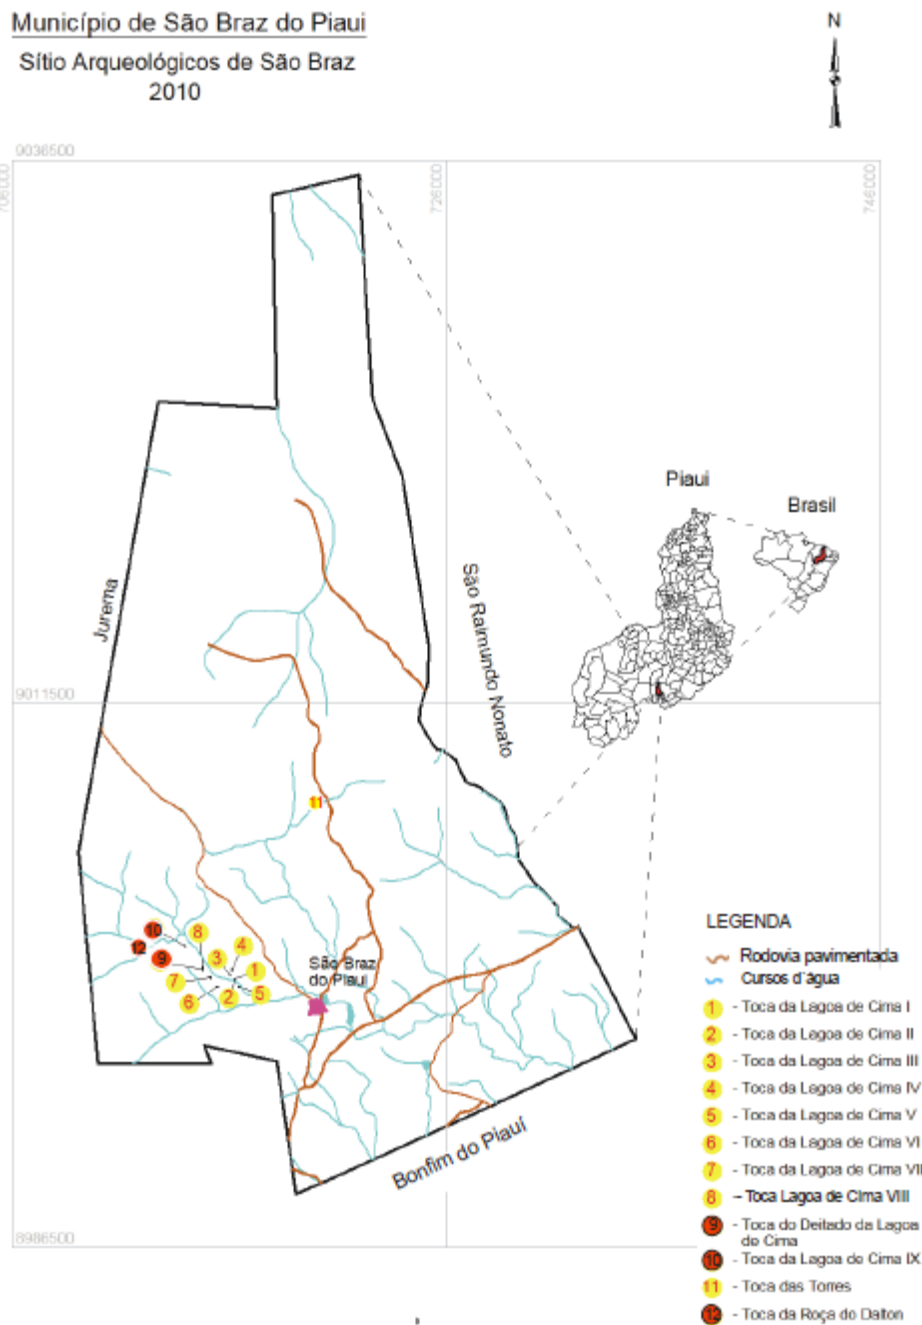 Município de São Braz do Piaui
Sítio Arqueológicos de São Braz
2010
N
9036500
706000
726000
746000
Piaui
Brasil
Jurema
São Raimundo Nonato
9011500
11
10
8
12
9
4
3
1
7
6
2
5
São Braz
do Piaui
Bonfim do Piauí
8986500
LEGENDA
Rodovia pavimentada
Cursos d'água
1 - Toca da Lagoa de Cima I
2 - Toca da Lagoa de Cima II
3 - Toca da Lagoa de Cima III
4 - Toca da Lagoa de Cima IV
5 - Toca da Lagoa de Cima V
6 - Toca da Lagoa de Cima VI
7 - Toca da Lagoa de Cima VII
8 - Toca Lagoa de Cima VIII
9 - Toca do Deitado da Lagoa
de Cima
10 - Toca da Lagoa de Cima IX
11 - Toca das Torres
12 - Toca da Roça do Dalton